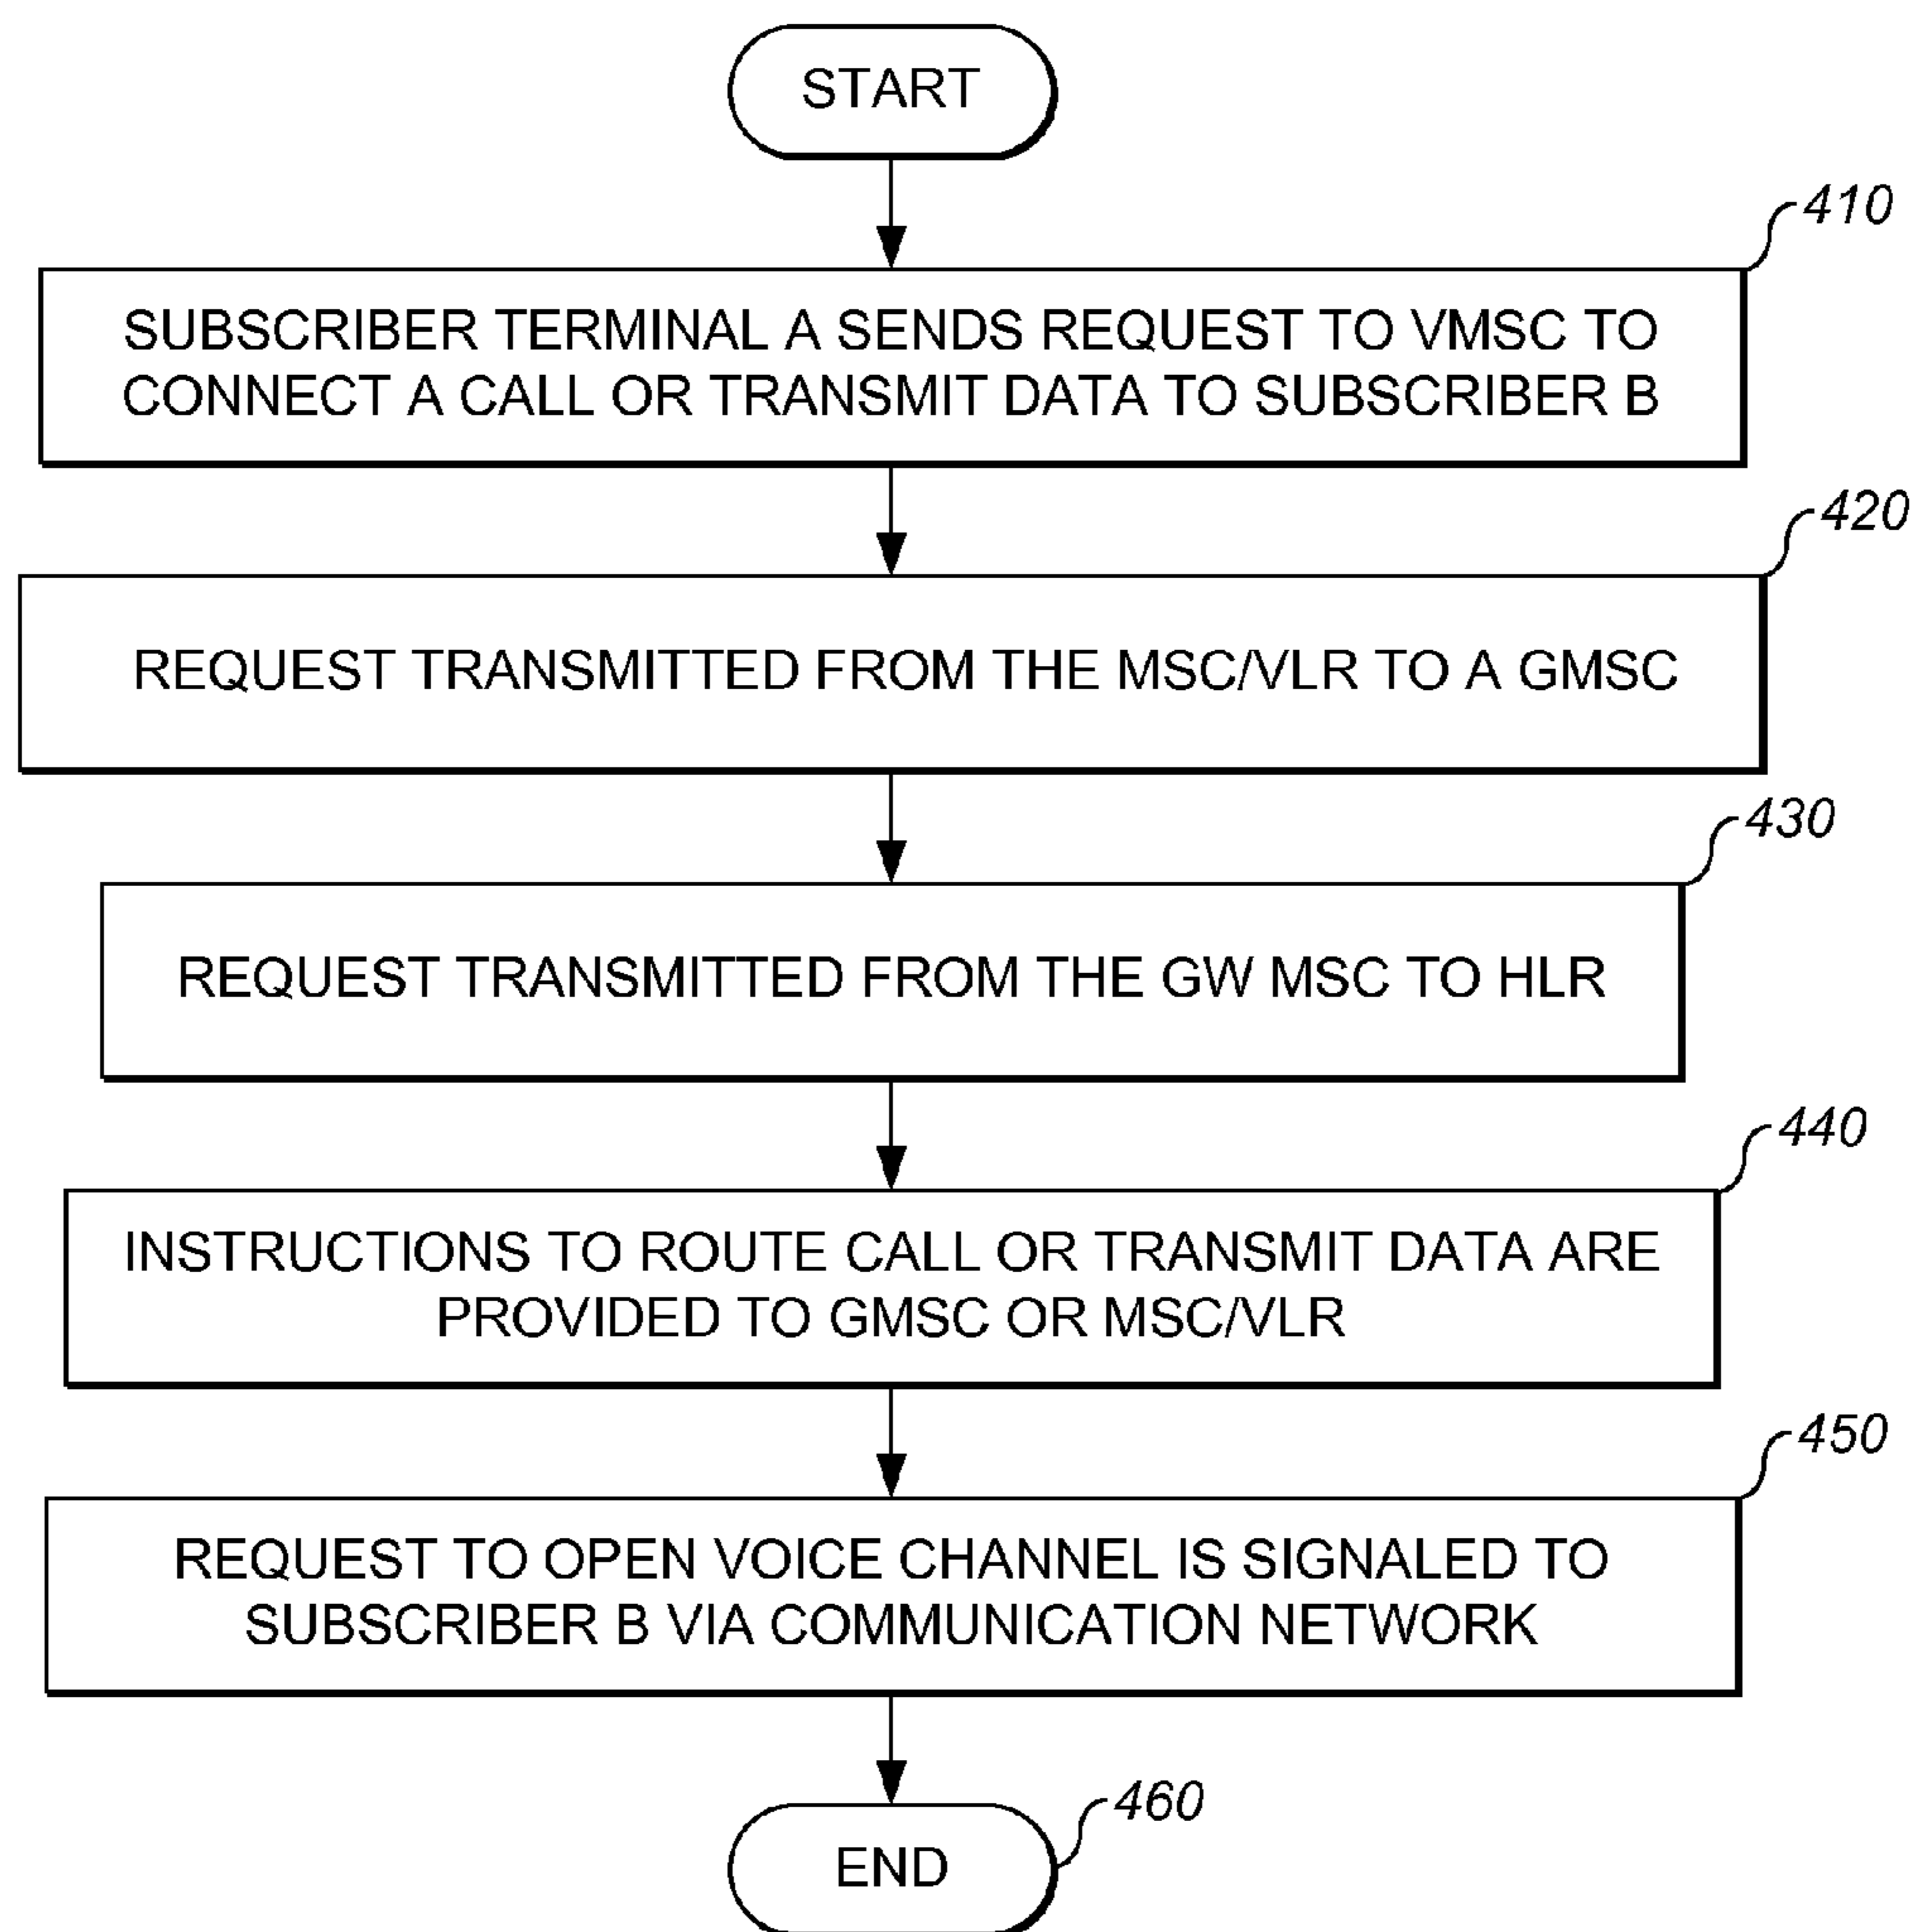 START
410
SUBSCRIBER TERMINAL A SENDS REQUEST TO VMSC TO
CONNECT A CALL OR TRANSMIT DATA TO SUBSCRIBER B
420
REQUEST TRANSMITTED FROM THE MSC/VLR TO A GMSC
430
REQUEST TRANSMITTED FROM THE GW MSC TO HLR
440
INSTRUCTIONS TO ROUTE CALL OR TRANSMIT DATA ARE
PROVIDED TO GMSC OR MSC/VLR
450
REQUEST TO OPEN VOICE CHANNEL IS SIGNALED TO
SUBSCRIBER B VIA COMMUNICATION NETWORK
460
END